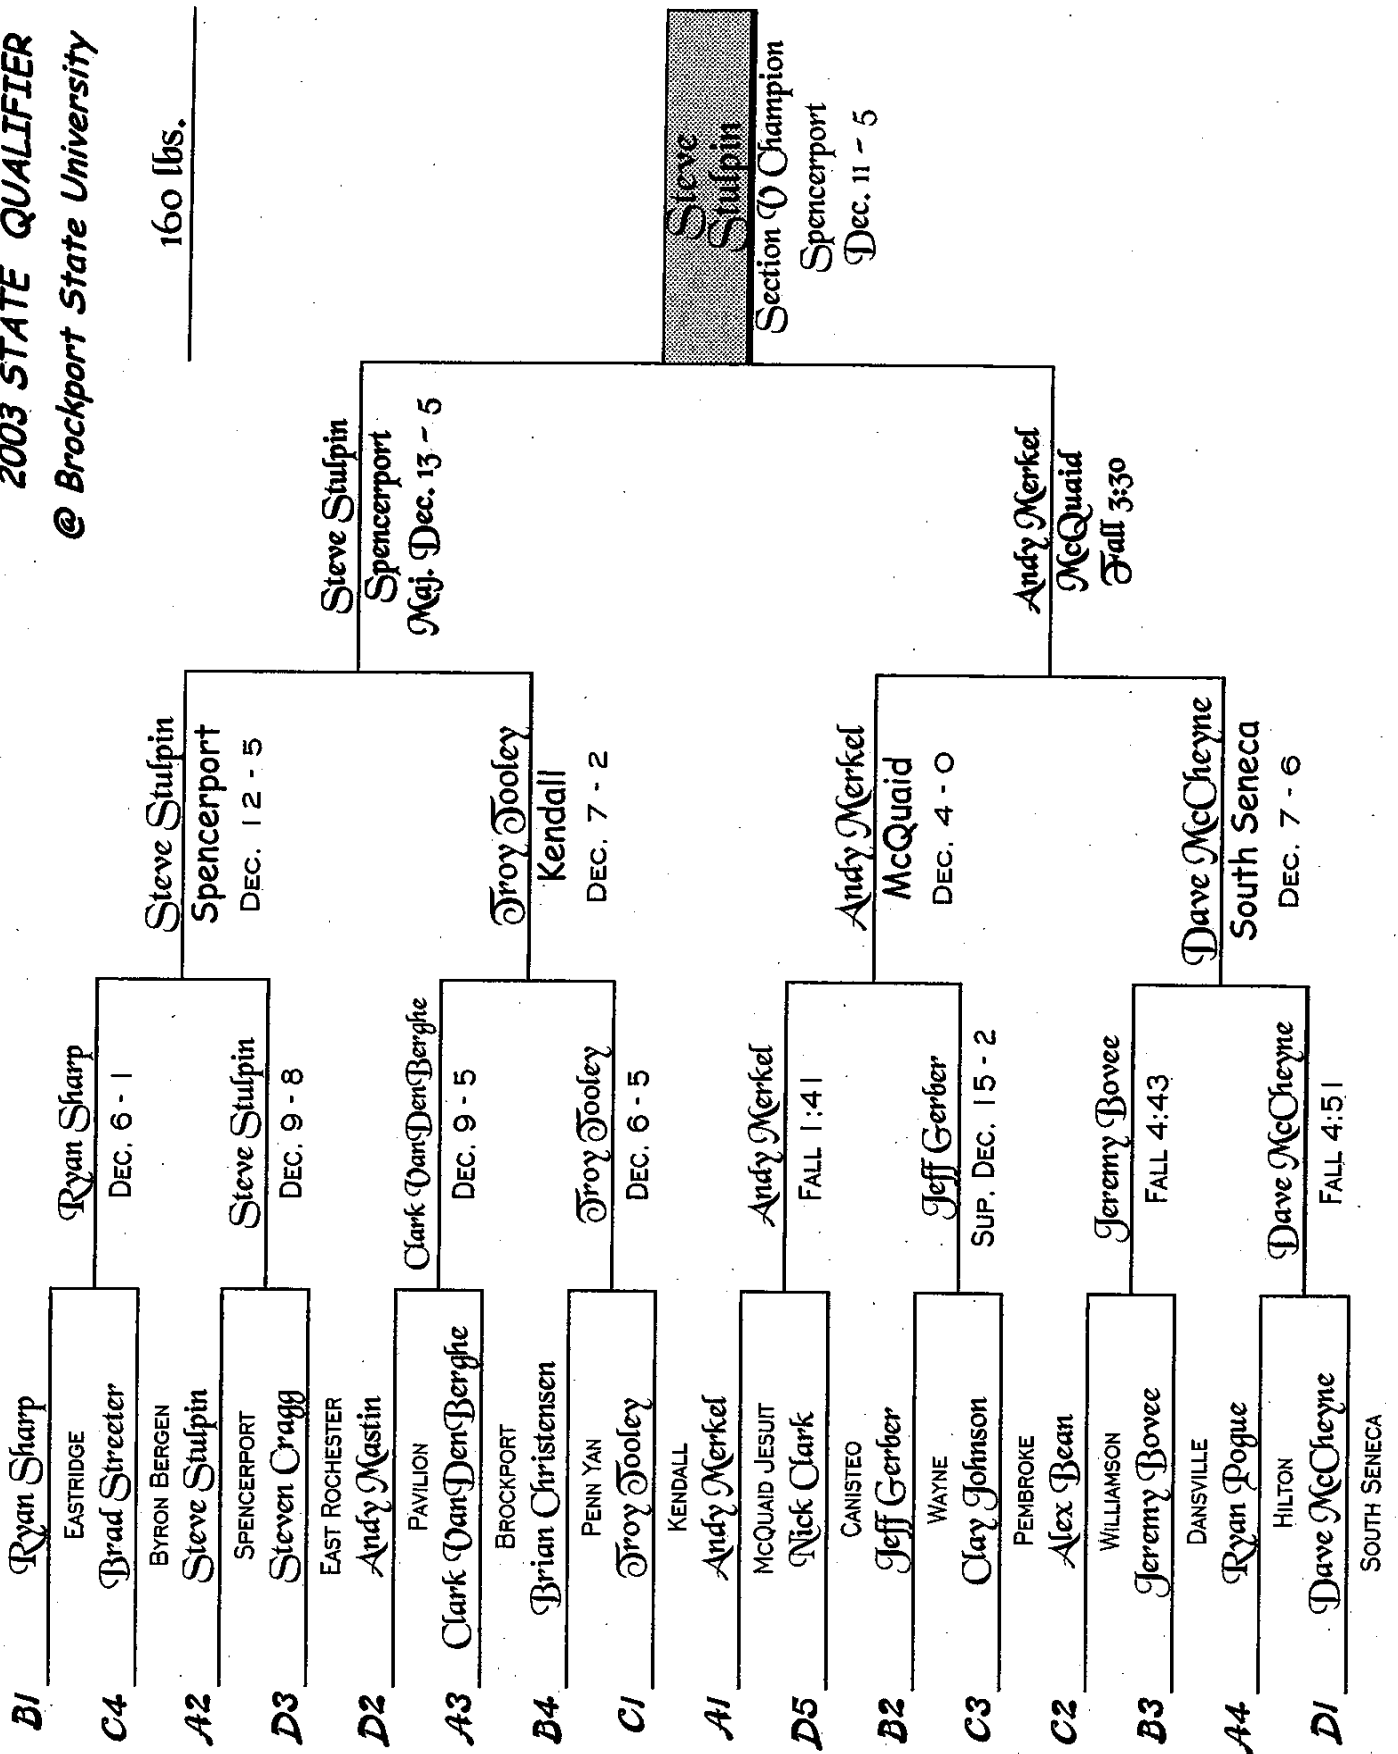 2003 STATE QUALIFIER
@ Brockport State University
160 lbs.
B1 Ryan Sharp
EASTRIDGE
C4 Brad Streeter
BYRON BERGEN
A2 Steve Stulpin
SPENCERPORT
D3 Steven Cragg
EAST ROCHESTER
D2 Andy Mastin
PAVILION
A3 Clark VanDenBerghe
BROCKPORT
B4 Brian Christensen
PENN YAN
C1 Troy Tooley
KENDALL
A1 Andy Merkel
MCQUAID JESUIT
D5 Nick Clark
CANISTEO
B2 Jeff Gerber
WAYNE
C3 Clay Johnson
PEMBROKE
C2 Alex Bean
WILLIAMSON
B3 Jeremy Bovee
DANSVILLE
A4 Ryan Pogue
HILTON
D1 Dave McCheyne
SOUTH SENECA
Ryan Sharp
DEC. 6 - 1
Steve Stulpin
DEC. 9 - 8
Clark VanDenBerghe
DEC. 9 - 5
Troy Tooley
DEC. 6 - 5
Andy Merkel
FALL 1:41
Jeff Gerber
SUP. DEC. 15 - 2
Jeremy Bovee
FALL 4:43
Dave McCheyne
FALL 4:51
Steve Stulpin
Spencerport
DEC. 12 - 5
Troy Tooley
Kendall
DEC. 7 - 2
Andy Merkel
McQuaid
DEC. 4 - 0
Dave McCheyne
South Seneca
DEC. 7 - 6
Steve Stulpin
Spencerport
Maj. Dec. 13 - 5
Andy Merkel
McQuaid
Fall 3:30
Steve
Stulpin
Section V Champion
Spencerport
Dec. 11 - 5